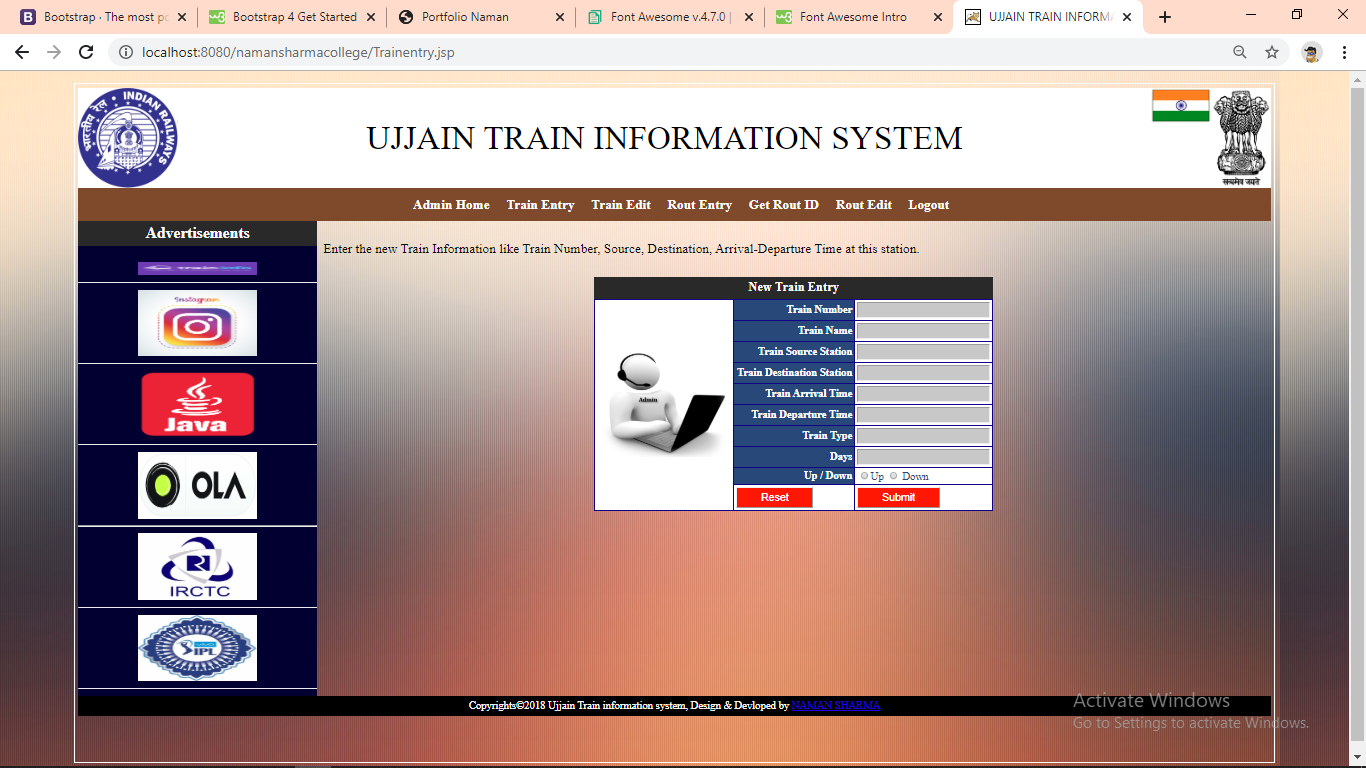 Bootstrap · The most po
Bootstrap 4 Get Started
Portfolio Naman
Font Awesome v.4.7.0 |
Font Awesome Intro
UJJAIN TRAIN INFORMA
localhost:8080/namansharmacollege/Trainentry.jsp
भारतीय रेल • INDIAN RAILWAYS
UJJAIN TRAIN INFORMATION SYSTEM
सत्यमेव जयते
Admin Home Train Entry Train Edit Rout Entry Get Rout ID Rout Edit Logout
Advertisements
Enter the new Train Information like Train Number, Source, Destination, Arrival-Departure Time at this station.
Instagram
Java
OLA
IRCTC
IPL
New Train Entry
Admin
Train Number
Train Name
Train Source Station
Train Destination Station
Train Arrival Time
Train Departure Time
Train Type
Days
Up / Down Up Down
Reset Submit
Copyrights©2018 Ujjain Train information system, Design & Devloped by NAMAN SHARMA
Activate Windows
Go to Settings to activate Windows.